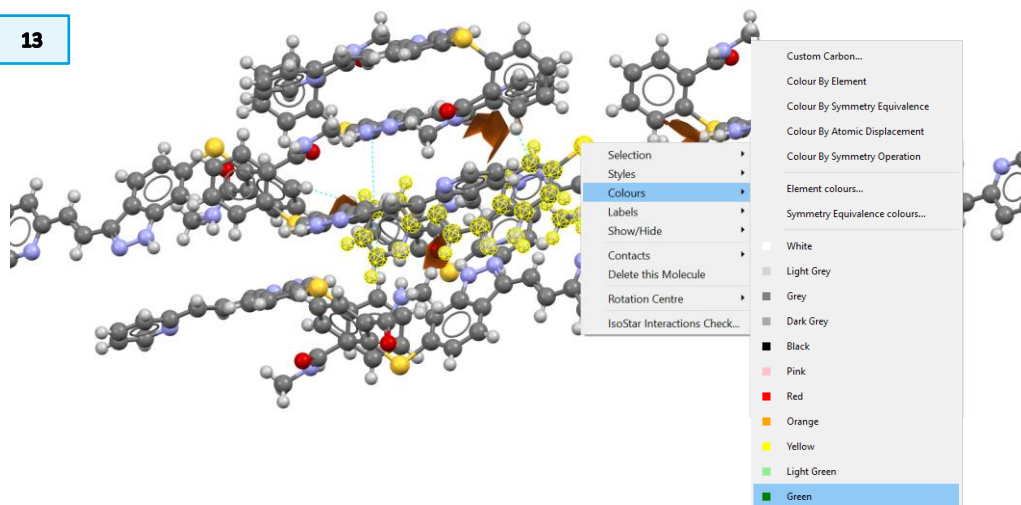 13
Selection
Styles
Colours
Labels
Show/Hide
Contacts
Delete this Molecule
Rotation Centre
IsoStar Interactions Check...
Custom Carbon...
Colour By Element
Colour By Symmetry Equivalence
Colour By Atomic Displacement
Colour By Symmetry Operation
Element colours...
Symmetry Equivalence colours...
White
Light Grey
Grey
Dark Grey
Black
Pink
Red
Orange
Yellow
Light Green
Green